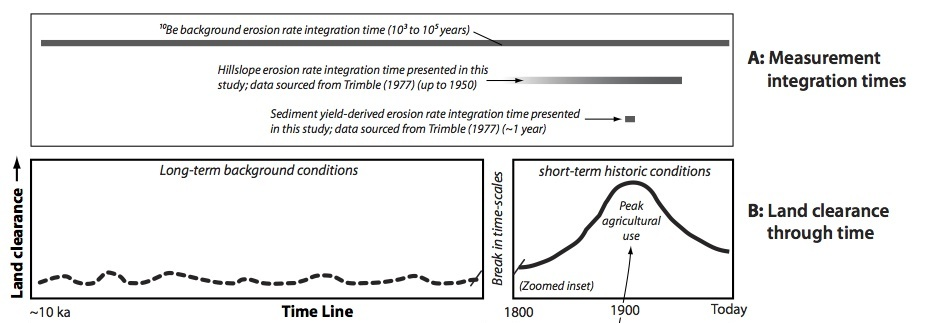 ¹⁰Be background erosion rate integration time (10³ to 10⁵ years)
Hillslope erosion rate integration time presented in this
study; data sourced from Trimble (1977) (up to 1950)
Sediment yield-derived erosion rate integration time presented
in this study; data sourced from Trimble (1977) (~1 year)
A: Measurement
integration times
Land clearance
Long-term background conditions
Break in time-scales
short-term historic conditions
Peak
agricultural
use
(Zoomed inset)
B: Land clearance
through time
~10 ka
Time Line
1800
1900
Today